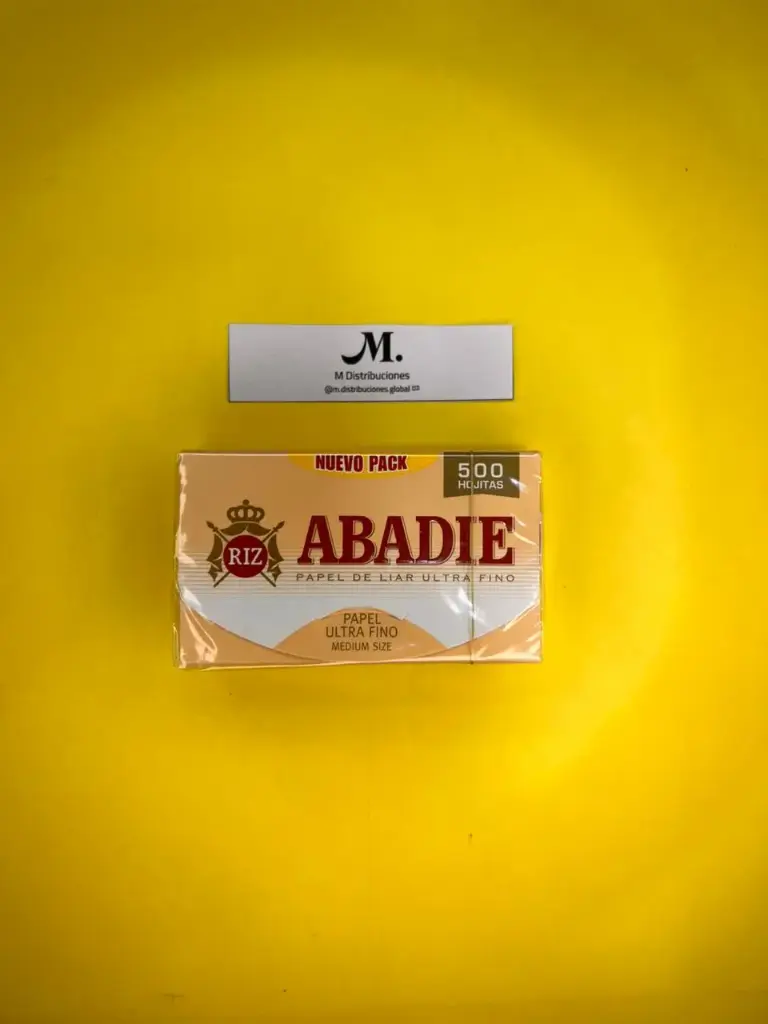 M.
M Distribuciones
@m.distribuciones.global
NUEVO PACK
500
HOJITAS
RIZ
ABADIE
PAPEL DE LIAR ULTRA FINO
PAPEL
ULTRA FINO
MEDIUM SIZE